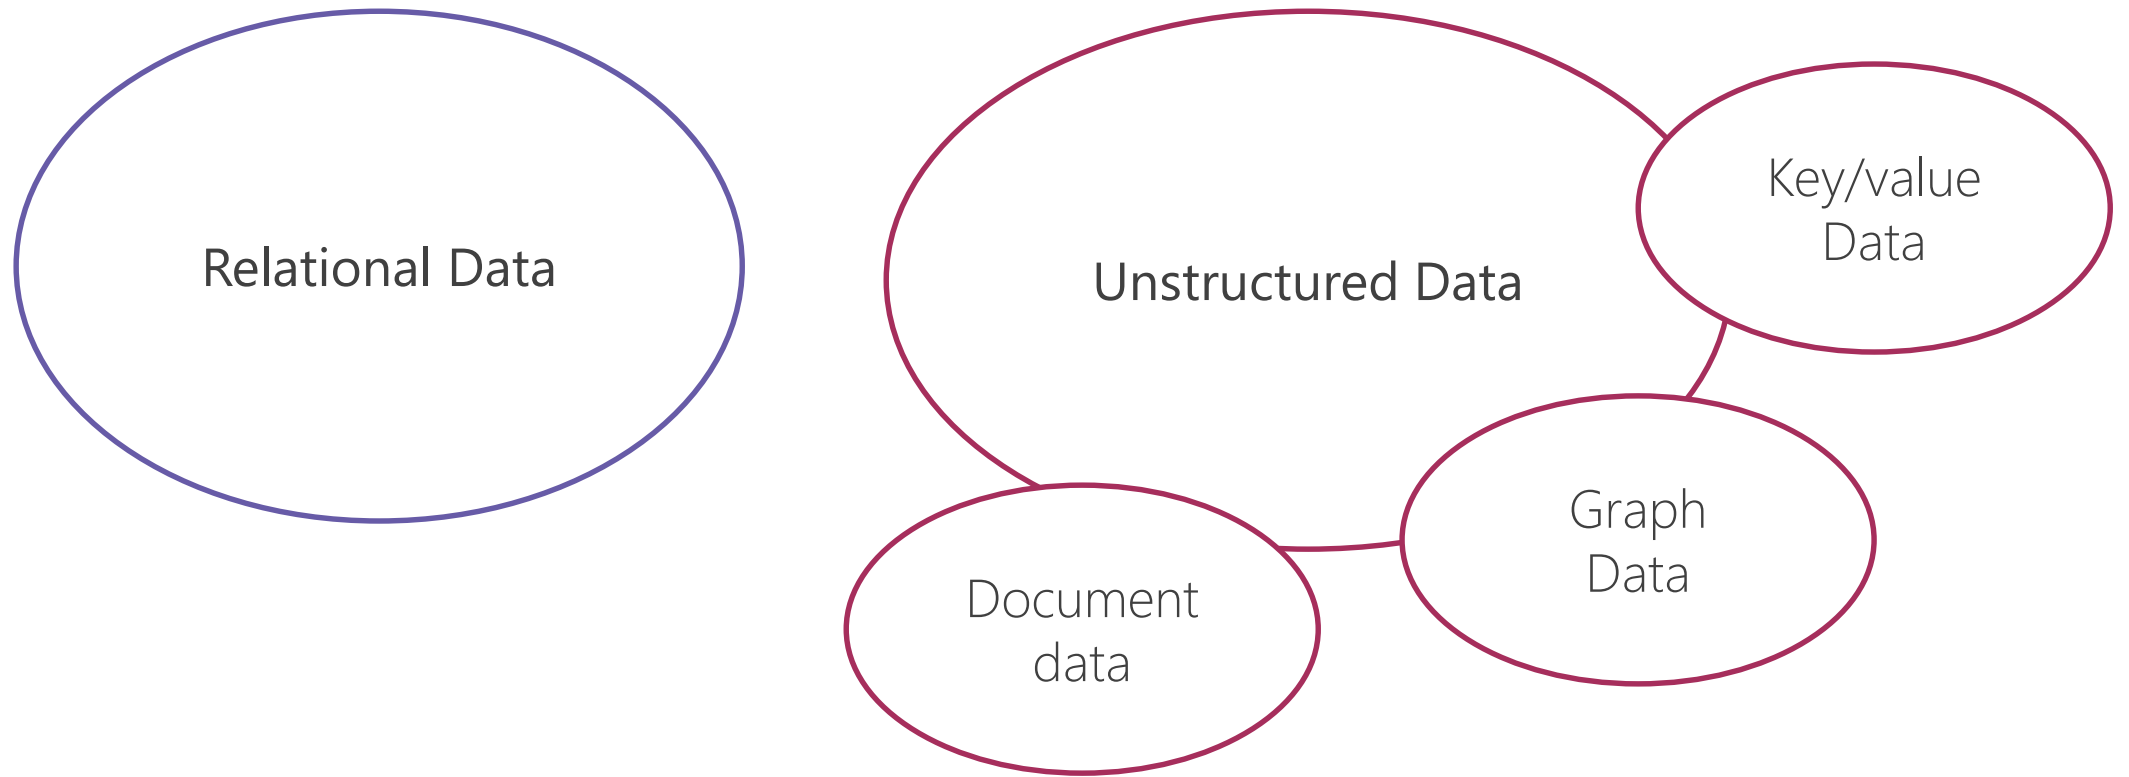 Relational Data
Unstructured Data
Key/value
Data
Graph
Data
Document
data